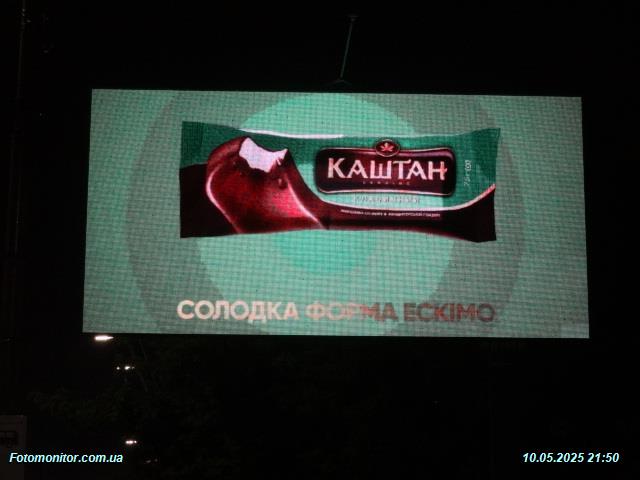 КАШТАН
СОЛОДКА ФОРМА ЕСКІМО
Fotomonitor.com.ua
10.05.2025 21:50